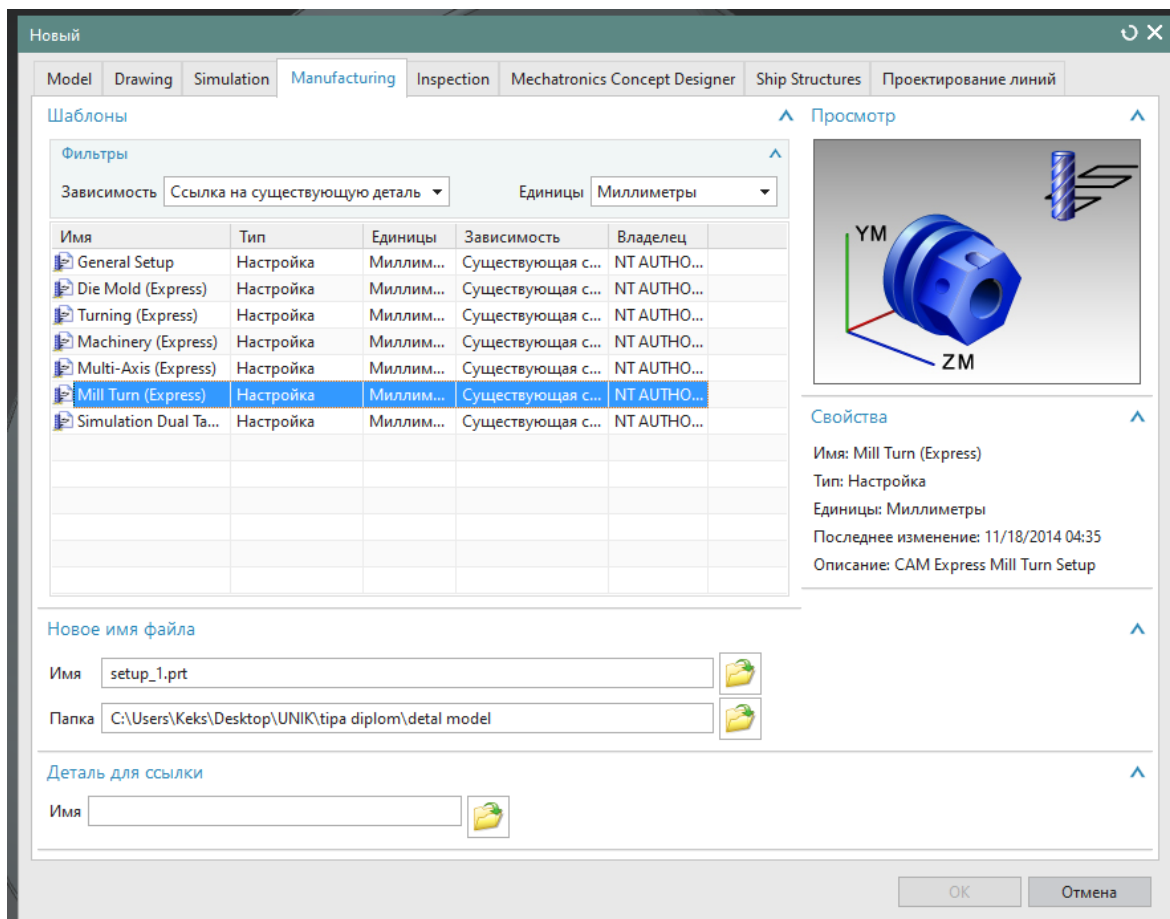 Новый
Model Drawing Simulation Manufacturing Inspection Mechatronics Concept Designer Ship Structures Проектирование линий
Шаблоны
Фильтры
Зависимость Ссылка на существующую деталь Единицы Миллиметры
Имя Тип Единицы Зависимость Владелец
General Setup Настройка Миллим... Существующая с... NT AUTHO...
Die Mold (Express) Настройка Миллим... Существующая с... NT AUTHO...
Turning (Express) Настройка Миллим... Существующая с... NT AUTHO...
Machinery (Express) Настройка Миллим... Существующая с... NT AUTHO...
Multi-Axis (Express) Настройка Миллим... Существующая с... NT AUTHO...
Mill Turn (Express) Настройка Миллим... Существующая с... NT AUTHO...
Simulation Dual Ta... Настройка Миллим... Существующая с... NT AUTHO...
Просмотр
YM
ZM
Свойства
Имя: Mill Turn (Express)
Тип: Настройка
Единицы: Миллиметры
Последнее изменение: 11/18/2014 04:35
Описание: CAM Express Mill Turn Setup
Новое имя файла
Имя setup_1.prt
Папка C:\Users\Keks\Desktop\UNIK\tipa diplom\detal model
Деталь для ссылки
Имя
OK Отмена